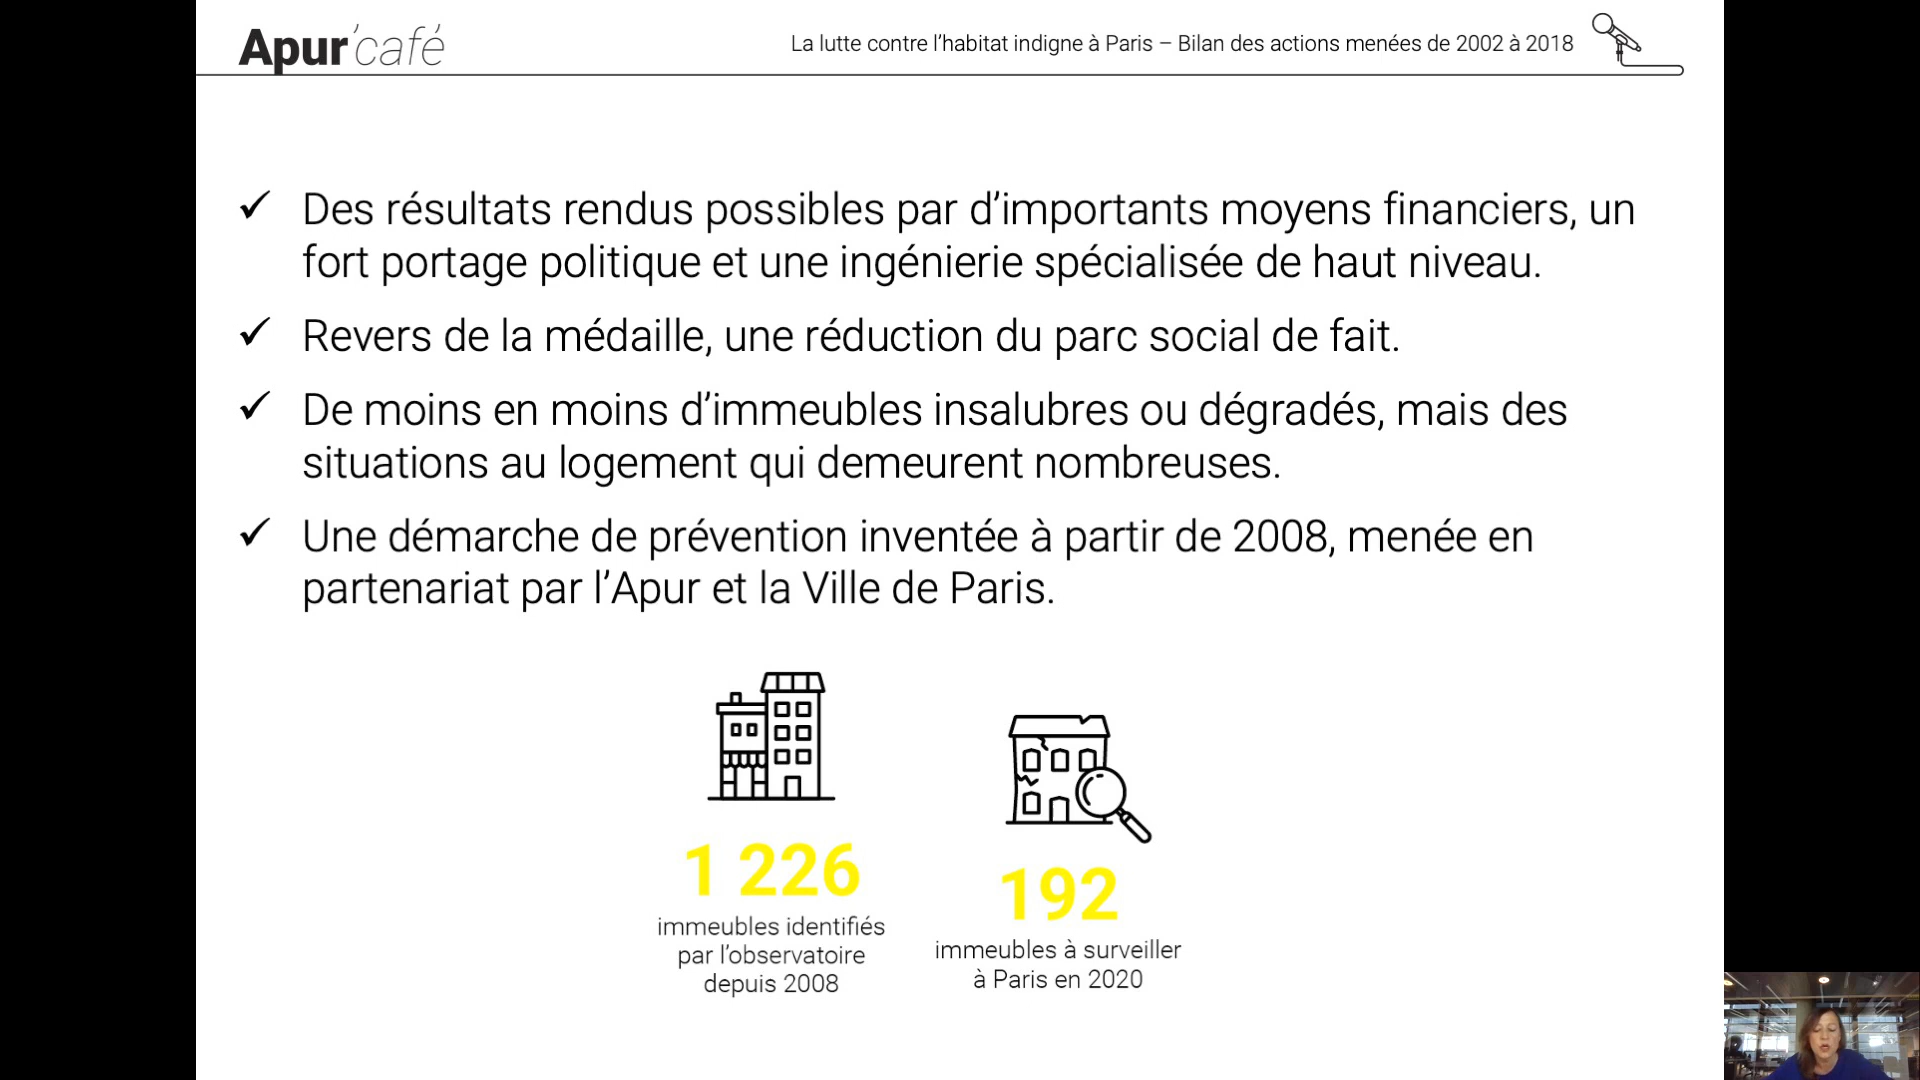 Apur'café
La lutte contre l’habitat indigne à Paris – Bilan des actions menées de 2002 à 2018
✓ Des résultats rendus possibles par d’importants moyens financiers, un
fort portage politique et une ingénierie spécialisée de haut niveau.
✓ Revers de la médaille, une réduction du parc social de fait.
✓ De moins en moins d’immeubles insalubres ou dégradés, mais des
situations au logement qui demeurent nombreuses.
✓ Une démarche de prévention inventée à partir de 2008, menée en
partenariat par l’Apur et la Ville de Paris.
1 226
immeubles identifiés
par l’observatoire
depuis 2008
192
immeubles à surveiller
à Paris en 2020